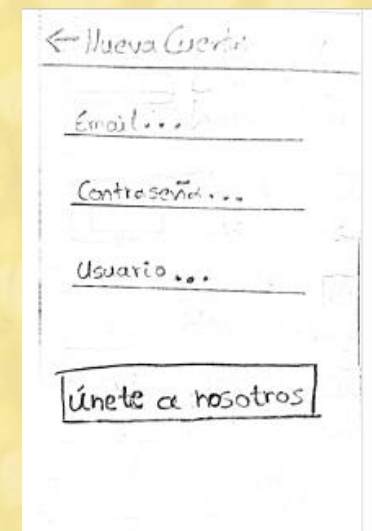 ← Nueva Cuenta
Email...
Contraseña...
Usuario...
Únete a nosotros